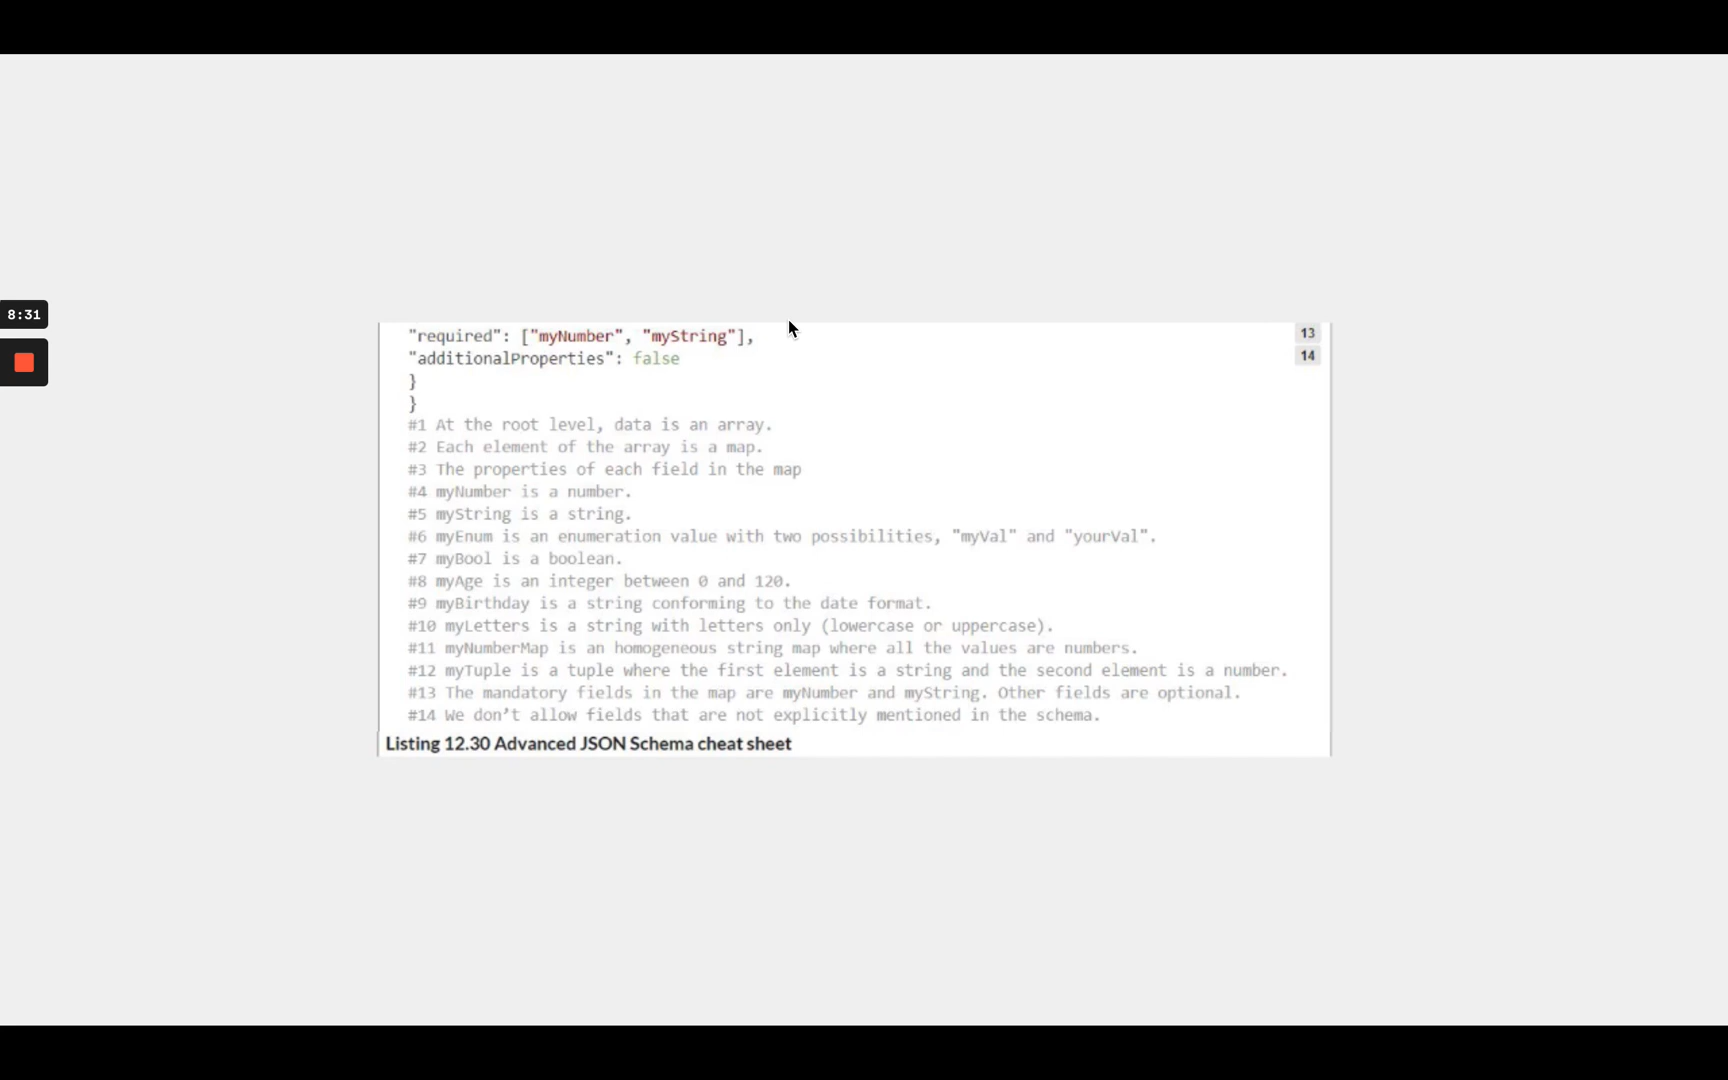 8:31
"required": ["myNumber", "myString"], 13
"additionalProperties": false 14
}
}
#1 At the root level, data is an array.
#2 Each element of the array is a map.
#3 The properties of each field in the map
#4 myNumber is a number.
#5 myString is a string.
#6 myEnum is an enumeration value with two possibilities, "myVal" and "yourVal".
#7 myBool is a boolean.
#8 myAge is an integer between 0 and 120.
#9 myBirthday is a string conforming to the date format.
#10 myLetters is a string with letters only (lowercase or uppercase).
#11 myNumberMap is an homogeneous string map where all the values are numbers.
#12 myTuple is a tuple where the first element is a string and the second element is a number.
#13 The mandatory fields in the map are myNumber and myString. Other fields are optional.
#14 We don’t allow fields that are not explicitly mentioned in the schema.
Listing 12.30 Advanced JSON Schema cheat sheet